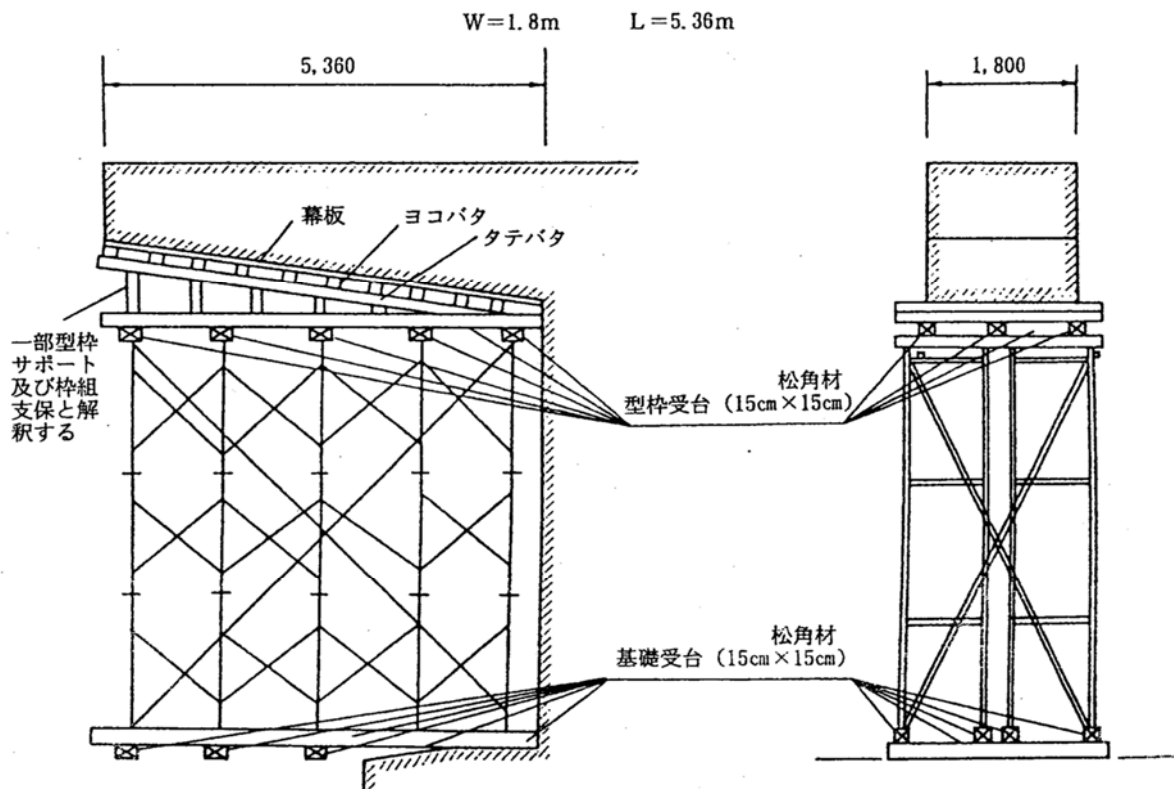 W=1.8m L=5.36m
5,360
1,800
幕板
ヨコバタ
タテバタ
一部型枠
サポート
及び枠組
支保と解
釈する
松角材
型枠受台(15cm×15cm)
松角材
基礎受台(15cm×15cm)